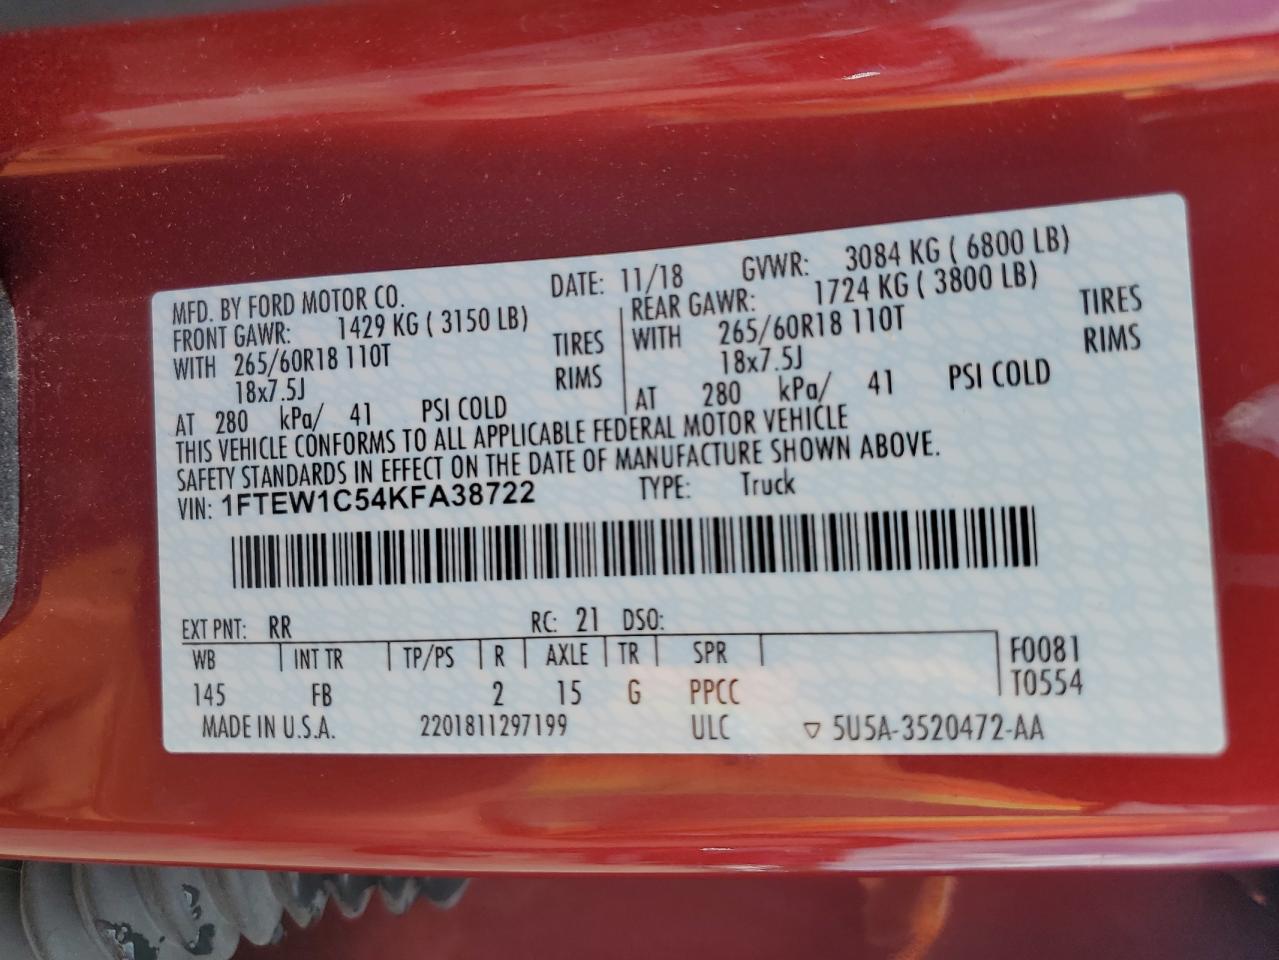 MFD. BY FORD MOTOR CO. DATE: 11/18 GVWR: 3084 KG ( 6800 LB)
FRONT GAWR: 1429 KG ( 3150 LB)
WITH 265/60R18 110T TIRES
18x7.5J RIMS
AT 280 kPa/ 41 PSI COLD
REAR GAWR: 1724 KG ( 3800 LB)
WITH 265/60R18 110T TIRES
18x7.5J RIMS
AT 280 kPa/ 41 PSI COLD
THIS VEHICLE CONFORMS TO ALL APPLICABLE FEDERAL MOTOR VEHICLE
SAFETY STANDARDS IN EFFECT ON THE DATE OF MANUFACTURE SHOWN ABOVE.
VIN: 1FTEW1C54KFA38722 TYPE: Truck
EXT PNT: RR RC: 21 DSO:
WB INT TR TP/PS R AXLE TR SPR F0081
145 FB 2 15 G PPCC T0554
MADE IN U.S.A. 2201811297199 ULC ▽ 5U5A-3520472-AA